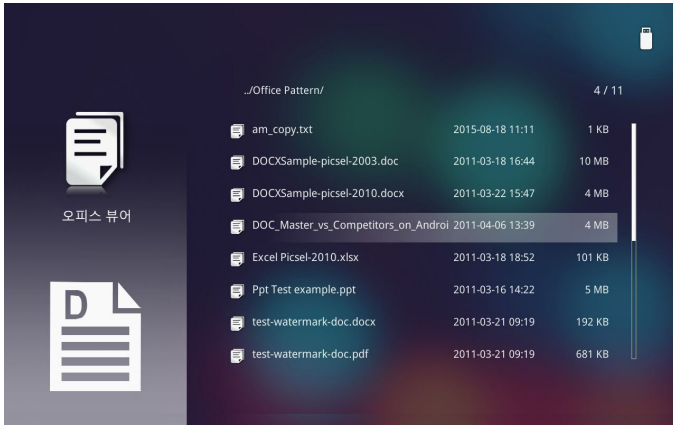 ../Office Pattern/ 4 / 11
am_copy.txt 2015-08-18 11:11 1 KB
DOCXSample-picsel-2003.doc 2011-03-18 16:44 10 MB
DOCXSample-picsel-2010.docx 2011-03-22 15:47 4 MB
오피스 뷰어
DOC_Master_vs_Competitors_on_Androi 2011-04-06 13:39 4 MB
Excel Picsel-2010.xlsx 2011-03-18 18:52 101 KB
Ppt Test example.ppt 2011-03-16 14:22 5 MB
D
test-watermark-doc.docx 2011-03-21 09:19 192 KB
test-watermark-doc.pdf 2011-03-21 09:19 681 KB